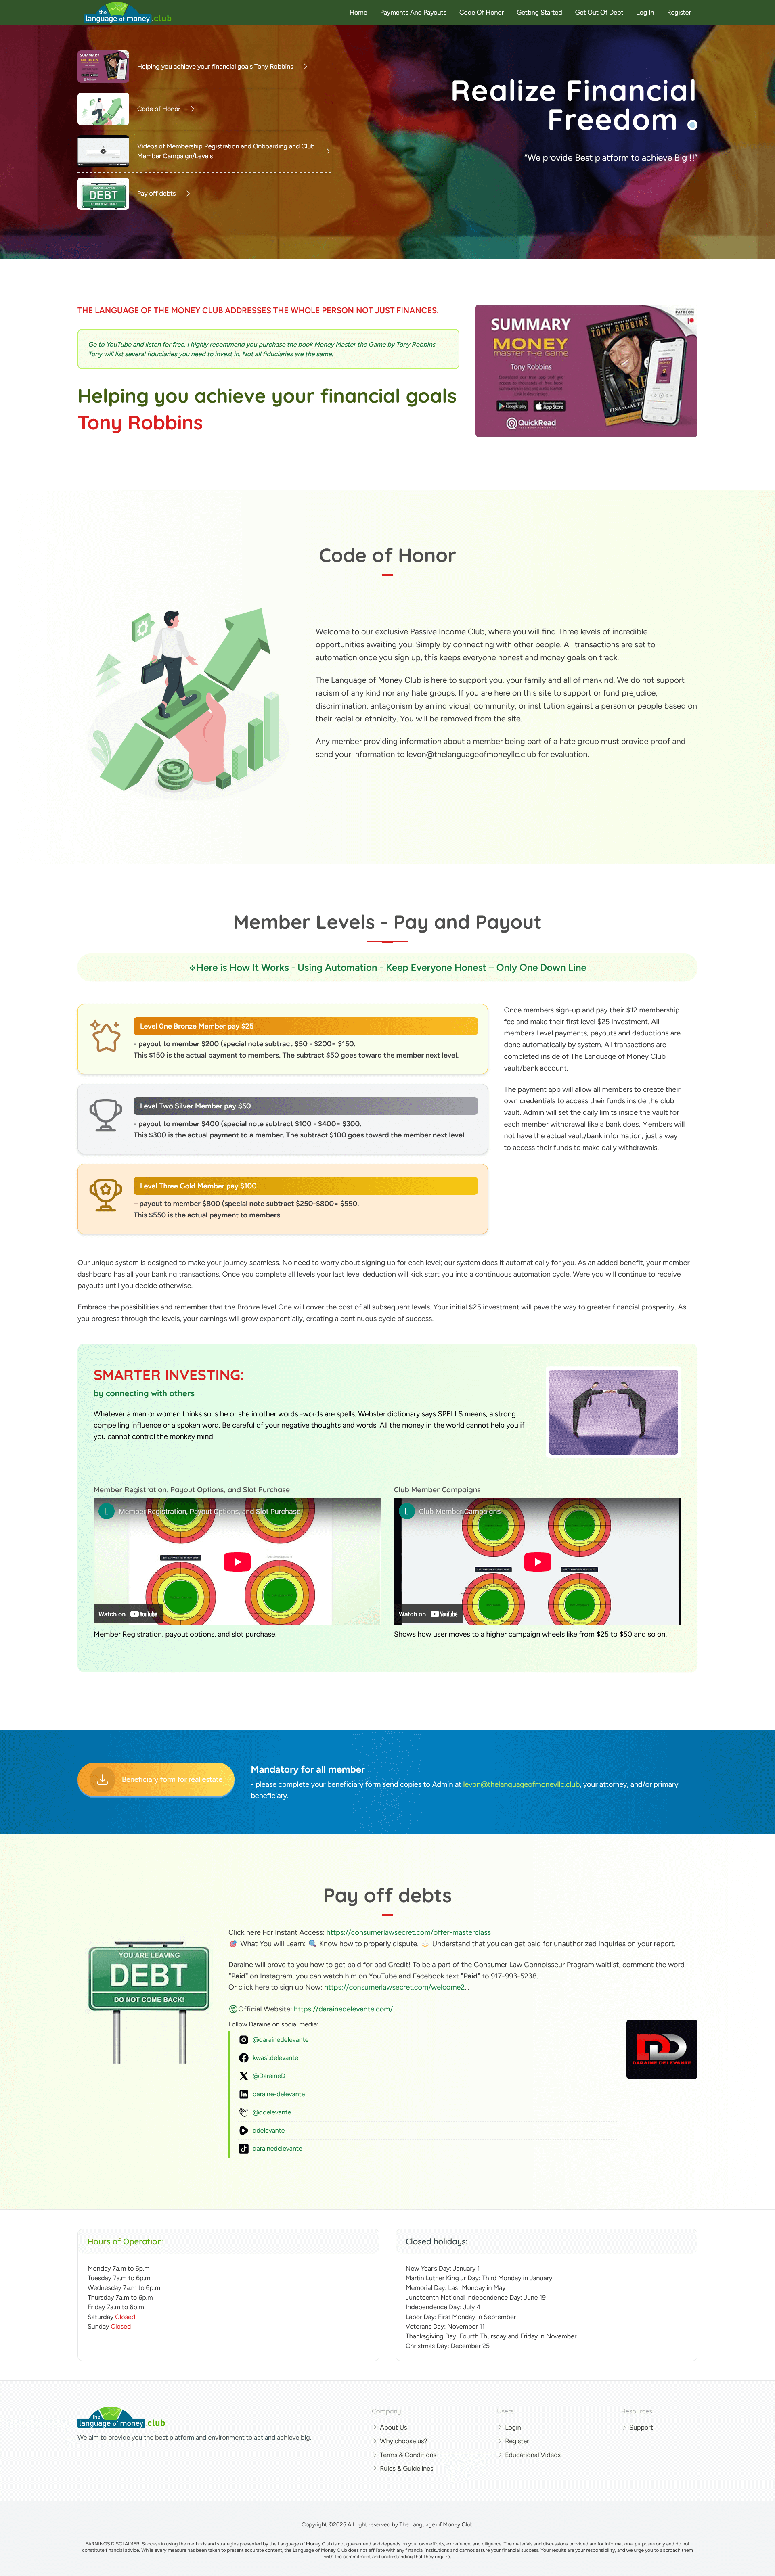 the
language of money .club
Home Payments And Payouts Code Of Honor Getting Started Get Out Of Debt Log In Register
Helping you achieve your financial goals Tony Robbins
Code of Honor
Videos of Membership Registration and Onboarding and Club
Member Campaign/Levels
Pay off debts
Realize Financial
Freedom
“We provide Best platform to achieve Big !!”
THE LANGUAGE OF THE MONEY CLUB ADDRESSES THE WHOLE PERSON NOT JUST FINANCES.
Go to YouTube and listen for free. I highly recommend you purchase the book Money Master the Game by Tony Robbins.
Tony will list several fiduciaries you need to invest in. Not all fiduciaries are the same.
Helping you achieve your financial goals
Tony Robbins
SUMMARY
MONEY
master THE GAME
Tony Robbins
Google play
App Store
QuickRead
PATREON
TONY ROBBINS
Code of Honor
Welcome to our exclusive Passive Income Club, where you will find Three levels of incredible
opportunities awaiting you. Simply by connecting with other people. All transactions are set to
automation once you sign up, this keeps everyone honest and money goals on track.
The Language of Money Club is here to support you, your family and all of mankind. We do not support
racism of any kind nor any hate groups. If you are here on this site to support or fund prejudice,
discrimination, antagonism by an individual, community, or institution against a person or people based on
their racial or ethnicity. You will be removed from the site.
Any member providing information about a member being part of a hate group must provide proof and
send your information to levon@thelanguageofmoneyllc.club for evaluation.
Member Levels - Pay and Payout
❖Here is How It Works - Using Automation - Keep Everyone Honest – Only One Down Line
Level One Bronze Member pay $25
- payout to member $200 (special note subtract $50 - $200= $150.
This $150 is the actual payment to members. The subtract $50 goes toward the member next level.
Level Two Silver Member pay $50
- payout to member $400 (special note subtract $100 - $400= $300.
This $300 is the actual payment to a member. The subtract $100 goes toward the member next level.
Level Three Gold Member pay $100
– payout to member $800 (special note subtract $250-$800= $550.
This $550 is the actual payment to members.
Once members sign-up and pay their $12 membership
fee and make their first level $25 investment. All
members Level payments, payouts and deductions are
done automatically by system. All transactions are
completed inside of The Language of Money Club
vault/bank account.
The payment app will allow all members to create their
own credentials to access their funds inside the club
vault. Admin will set the daily limits inside the vault for
each member withdrawal like a bank does. Members will
not have the actual vault/bank information, just a way
to access their funds to make daily withdrawals.
Our unique system is designed to make your journey seamless. No need to worry about signing up for each level; our system does it automatically for you. As an added benefit, your member
dashboard has all your banking transactions. Once you complete all levels your last level deduction will kick start you into a continuous automation cycle. Were you will continue to receive
payouts until you decide otherwise.
Embrace the possibilities and remember that the Bronze level One will cover the cost of all subsequent levels. Your initial $25 investment will pave the way to greater financial prosperity. As
you progress through the levels, your earnings will grow exponentially, creating a continuous cycle of success.
SMARTER INVESTING:
by connecting with others
Whatever a man or women thinks so is he or she in other words -words are spells. Webster dictionary says SPELLS means, a strong
compelling influence or a spoken word. Be careful of your negative thoughts and words. All the money in the world cannot help you if
you cannot control the monkey mind.
Member Registration, Payout Options, and Slot Purchase
L Member Registration, Payout Options, and Slot Purchase
Watch on YouTube
Member Registration, payout options, and slot purchase.
Club Member Campaigns
L Club Member Campaigns
Watch on YouTube
Shows how user moves to a higher campaign wheels like from $25 to $50 and so on.
Beneficiary form for real estate
Mandatory for all member
- please complete your beneficiary form send copies to Admin at levon@thelanguageofmoneyllc.club, your attorney, and/or primary
beneficiary.
Pay off debts
YOU ARE LEAVING
DEBT
DO NOT COME BACK!
Click here For Instant Access: https://consumerlawsecret.com/offer-masterclass
🎯 What You will Learn: 🔍 Know how to properly dispute. 👍 Understand that you can get paid for unauthorized inquiries on your report.
Daraine will prove to you how to get paid for bad Credit! To be a part of the Consumer Law Connoisseur Program waitlist, comment the word
"Paid" on Instagram, you can watch him on YouTube and Facebook text "Paid" to 917-993-5238.
Or click here to sign up Now: https://consumerlawsecret.com/welcome2...
Official Website: https://darainedelevante.com/
Follow Daraine on social media:
@darainedelevante
kwasi.delevante
@DaraineD
daraine-delevante
@ddelevante
ddelevante
darainedelevante
DARAINE DELEVANTE
Hours of Operation:
Monday 7a.m to 6p.m
Tuesday 7a.m to 6p.m
Wednesday 7a.m to 6p.m
Thursday 7a.m to 6p.m
Friday 7a.m to 6p.m
Saturday Closed
Sunday Closed
Closed holidays:
New Year's Day: January 1
Martin Luther King Jr Day: Third Monday in January
Memorial Day: Last Monday in May
Juneteenth National Independence Day: June 19
Independence Day: July 4
Labor Day: First Monday in September
Veterans Day: November 11
Thanksgiving Day: Fourth Thursday and Friday in November
Christmas Day: December 25
the
language of money club
We aim to provide you the best platform and environment to act and achieve big.
Company
About Us
Why choose us?
Terms & Conditions
Rules & Guidelines
Users
Login
Register
Educational Videos
Resources
Support
Copyright ©2025 All right reserved by The Language of Money Club
EARNINGS DISCLAIMER: Success in using the methods and strategies presented by the Language of Money Club is not guaranteed and depends on your own efforts, experience, and diligence. The materials and discussions provided are for informational purposes only and do not
constitute financial advice. While every measure has been taken to present accurate content, the Language of Money Club does not affiliate with any financial institutions and cannot assure your financial success. Your results are your responsibility, and we urge you to approach them
with the commitment and understanding that they require.